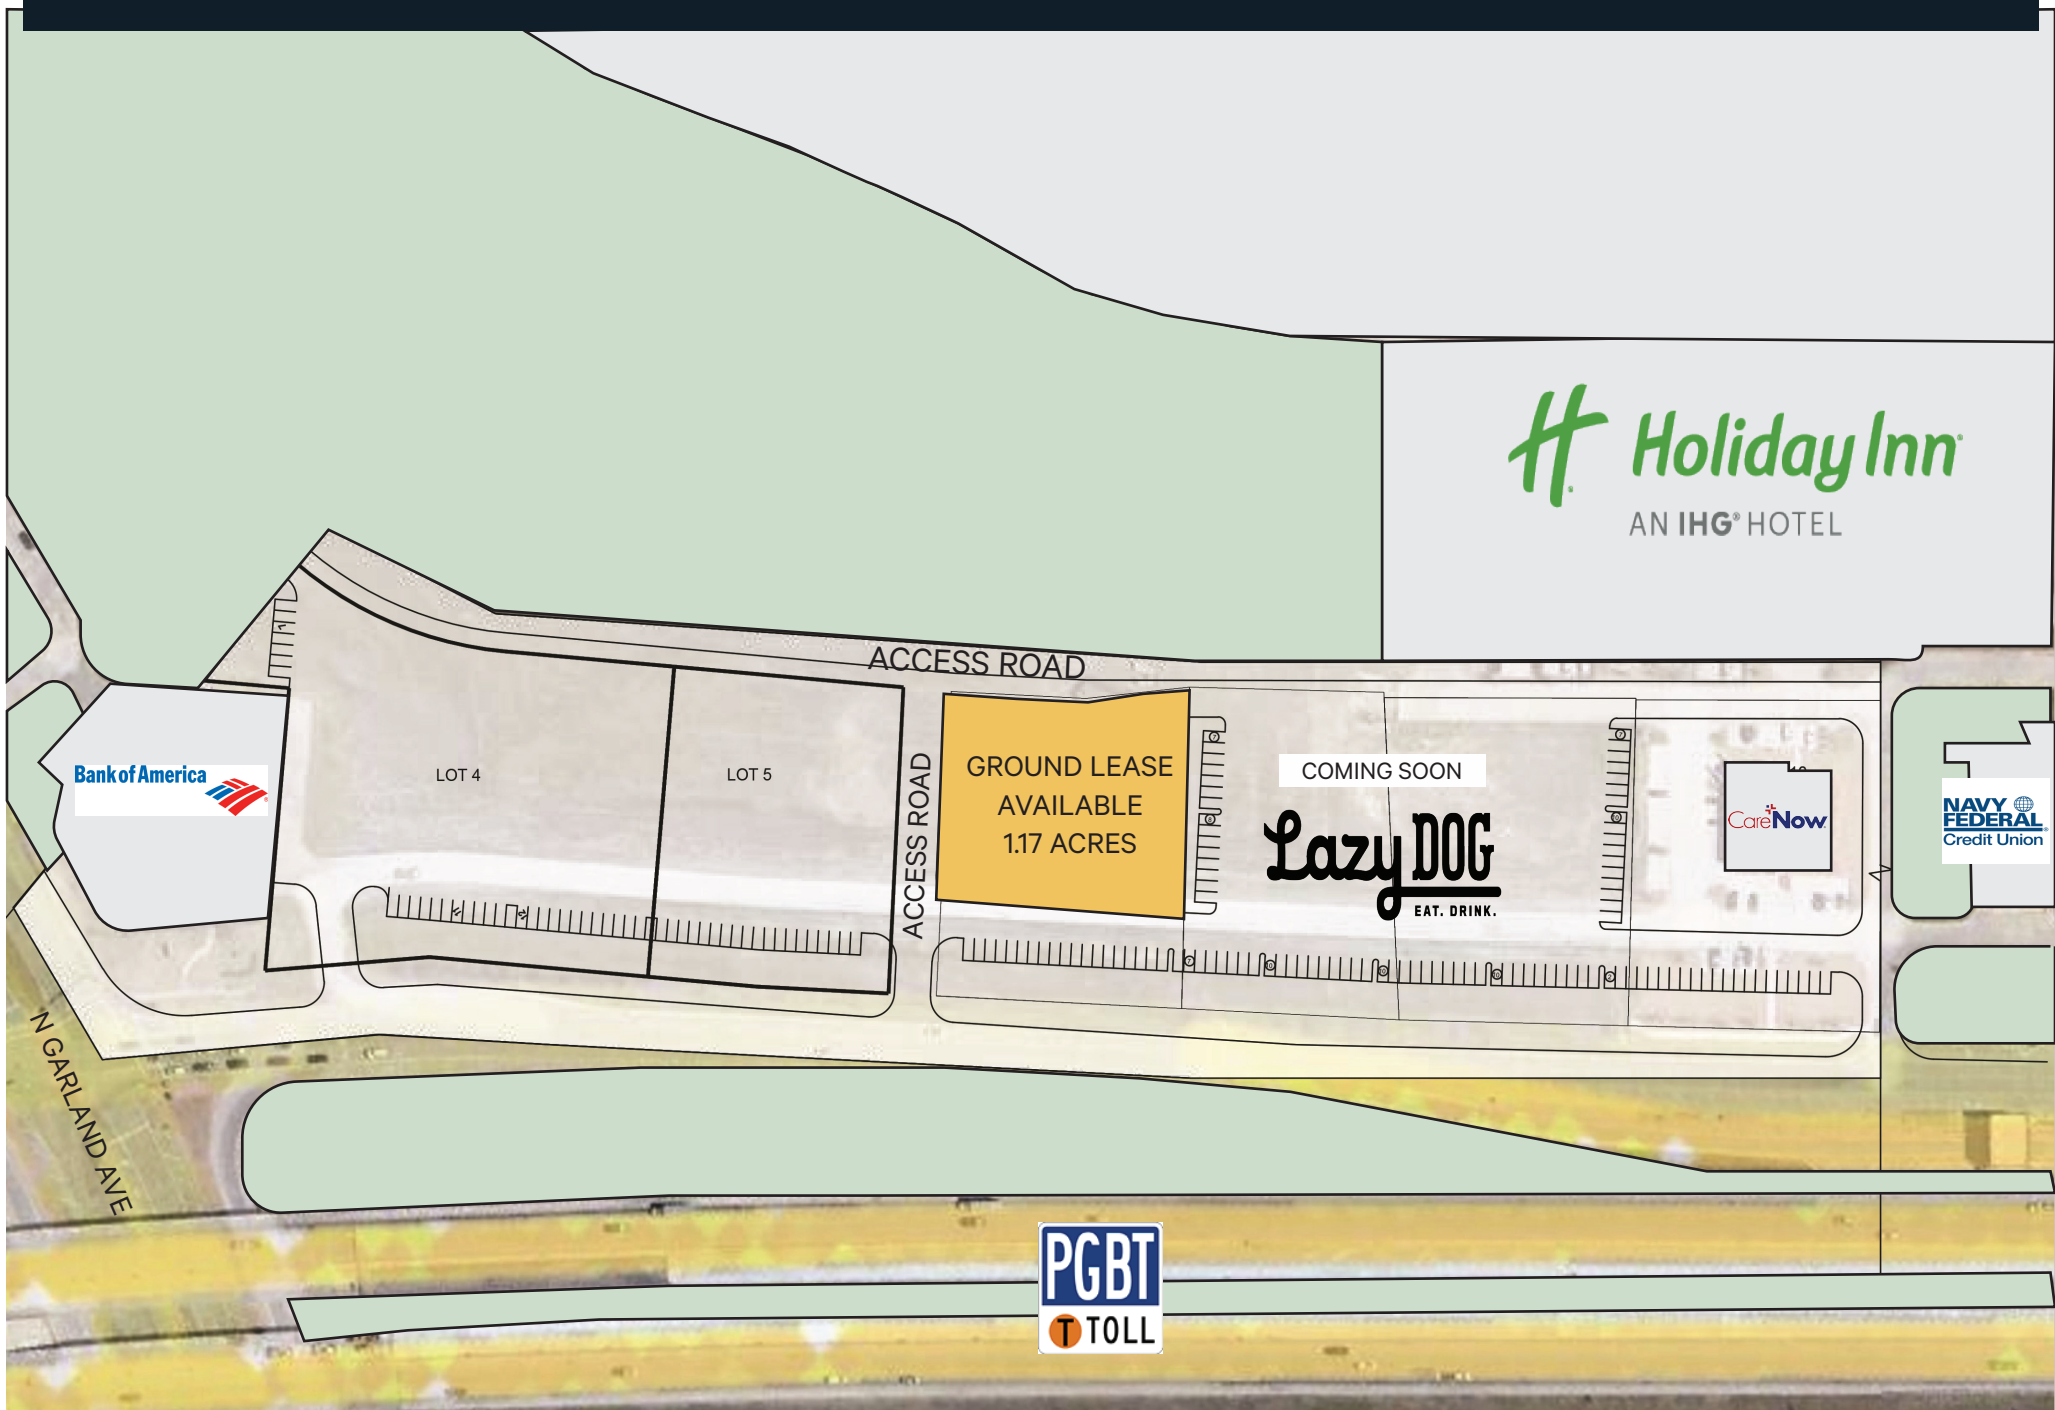 Holiday Inn
AN IHG® HOTEL
ACCESS ROAD
Bank of America
LOT 4
LOT 5
ACCESS ROAD
GROUND LEASE
AVAILABLE
1.17 ACRES
COMING SOON
Lazy DOG
EAT. DRINK.
CareNow
NAVY
FEDERAL
Credit Union
N GARLAND AVE
PGBT
T TOLL